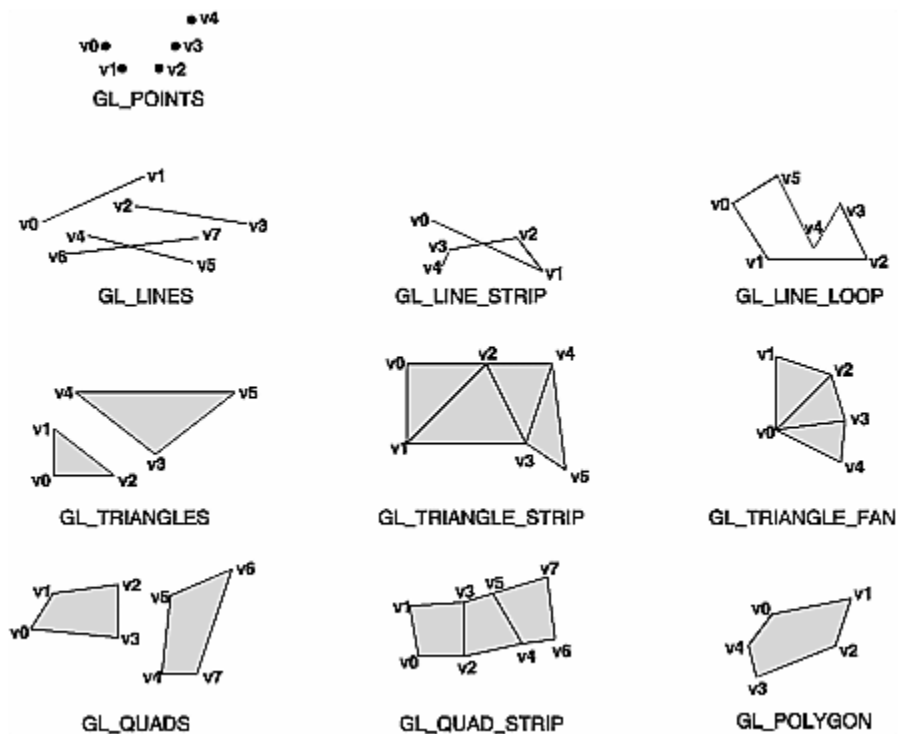 v4
v0 v3
v1 v2
GL_POINTS
v1
v2
v0 v3
v4 v7
v6 v5
GL_LINES
v0
v2
v3
v4 v1
GL_LINE_STRIP
v5
v0 v3
v4
v1 v2
GL_LINE_LOOP
v4 v5
v1
v3
v0 v2
GL_TRIANGLES
v0 v2 v4
v1 v3
v5
GL_TRIANGLE_STRIP
v1
v2
v3
v0
v4
GL_TRIANGLE_FAN
v6
v1 v2
v5
v0 v3
v4 v7
GL_QUADS
v7
v3 v5
v1
v6
v0 v2 v4
GL_QUAD_STRIP
v0 v1
v4 v2
v3
GL_POLYGON